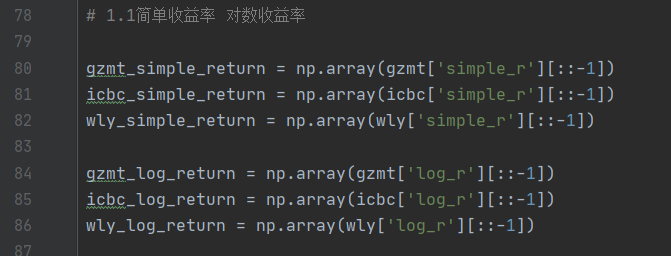 78 # 1.1简单收益率 对数收益率
79
80 gzmt_simple_return = np.array(gzmt['simple_r'][::-1])
81 icbc_simple_return = np.array(icbc['simple_r'][::-1])
82 wly_simple_return = np.array(wly['simple_r'][::-1])
83
84 gzmt_log_return = np.array(gzmt['log_r'][::-1])
85 icbc_log_return = np.array(icbc['log_r'][::-1])
86 wly_log_return = np.array(wly['log_r'][::-1])
87